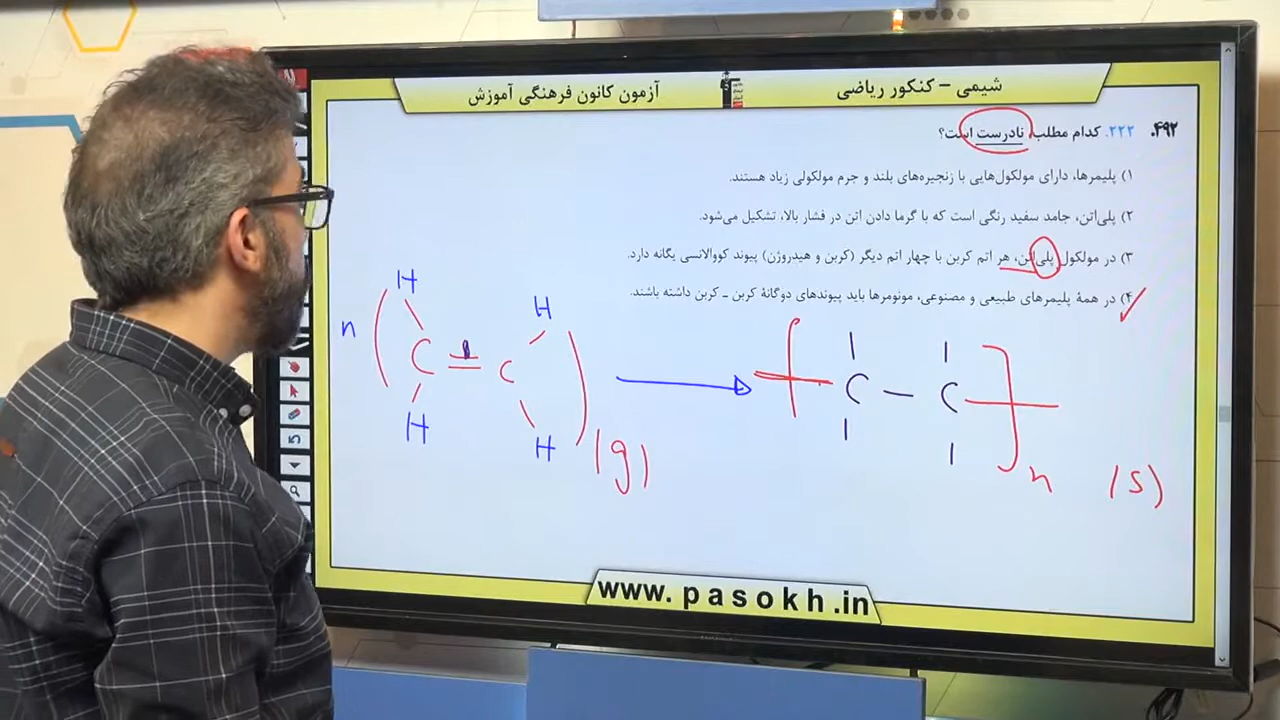 شیمی – کنکور ریاضی
آزمون کانون فرهنگی آموزش
۴۹۲. ۲۲۲. کدام مطلب، نادرست است؟
۱) پلیمرها، دارای مولکول‌هایی با زنجیره‌های بلند و جرم مولکولی زیاد هستند.
۲) پلی‌اتن، جامد سفید رنگی است که با گرما دادن اتن در فشار بالا، تشکیل می‌شود.
۳) در مولکول پلی‌اتن، هر اتم کربن با چهار اتم دیگر (کربن و هیدروژن) پیوند کووالانسی یگانه دارد.
۴) در همهٔ پلیمرهای طبیعی و مصنوعی، مونومرها باید پیوندهای دوگانهٔ کربن ـ کربن داشته باشند.
H H
n ( C = C ) → [ C – C ] n (s)
H H (g)
www.pasokh.in